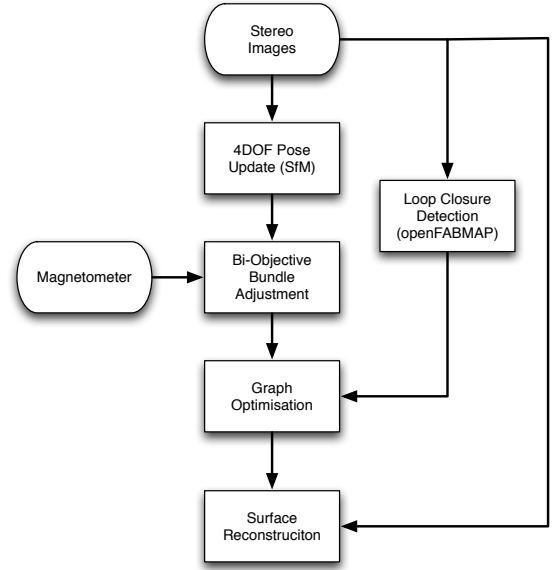 Stereo
Images
4DOF Pose
Update (SfM)
Loop Closure
Detection
(openFABMAP)
Magnetometer
Bi-Objective
Bundle
Adjustment
Graph
Optimisation
Surface
Reconstruciton